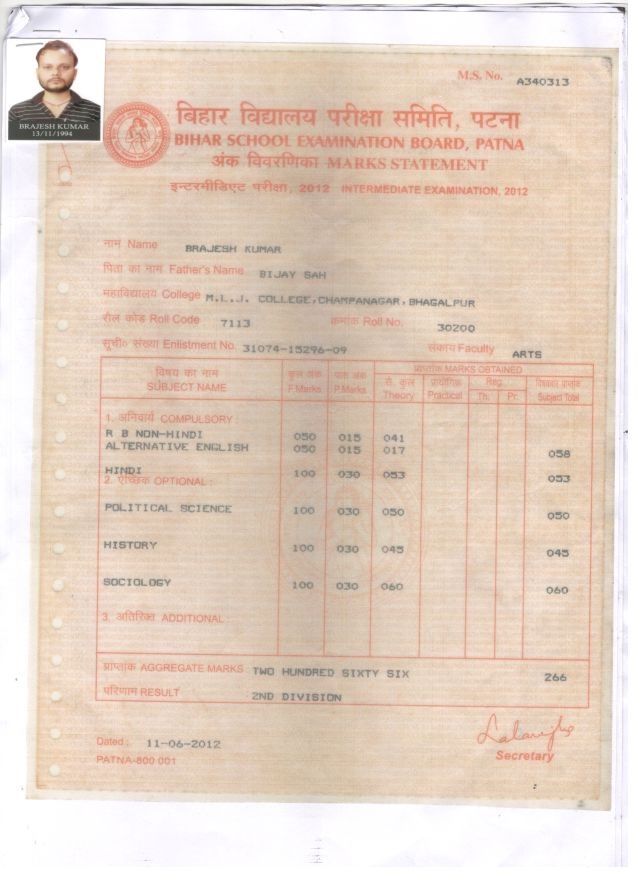 M.S. No. A340313
BRAJESH KUMAR
13/11/1994
बिहार विद्यालय परीक्षा समिति, पटना
BIHAR SCHOOL EXAMINATION BOARD, PATNA
अंक विवरणिका MARKS STATEMENT
इन्टरमीडिएट परीक्षा, 2012 INTERMEDIATE EXAMINATION, 2012
नाम Name BRAJESH KUMAR
पिता का नाम Father's Name BIJAY SAH
महाविद्यालय College M.L.J. COLLEGE,CHAMPANAGAR,BHAGALPUR
रौल कोड Roll Code 7113 क्रमांक Roll No. 30200
सूची० संख्या Enlistment No. 31074-15296-09 संकाय Faculty ARTS
विषय का नाम कुल अंक पास अंक प्राप्तांक MARKS OBTAINED
SUBJECT NAME F.Marks P.Marks सै. कुल Theory प्रायोगिक Practical Reg. Th. Pr. विषयवार प्राप्तांक Subject Total
1. अनिवार्य COMPULSORY :
R B NON-HINDI 050 015 041
ALTERNATIVE ENGLISH 050 015 017 058
HINDI 100 030 053 053
2. ऐच्छिक OPTIONAL :
POLITICAL SCIENCE 100 030 050 050
HISTORY 100 030 045 045
SOCIOLOGY 100 030 060 060
3. अतिरिक्त ADDITIONAL :
प्राप्तांक AGGREGATE MARKS : TWO HUNDRED SIXTY SIX 266
परिणाम RESULT : 2ND DIVISION
Dated : 11-06-2012
PATNA-800 001
Secretary